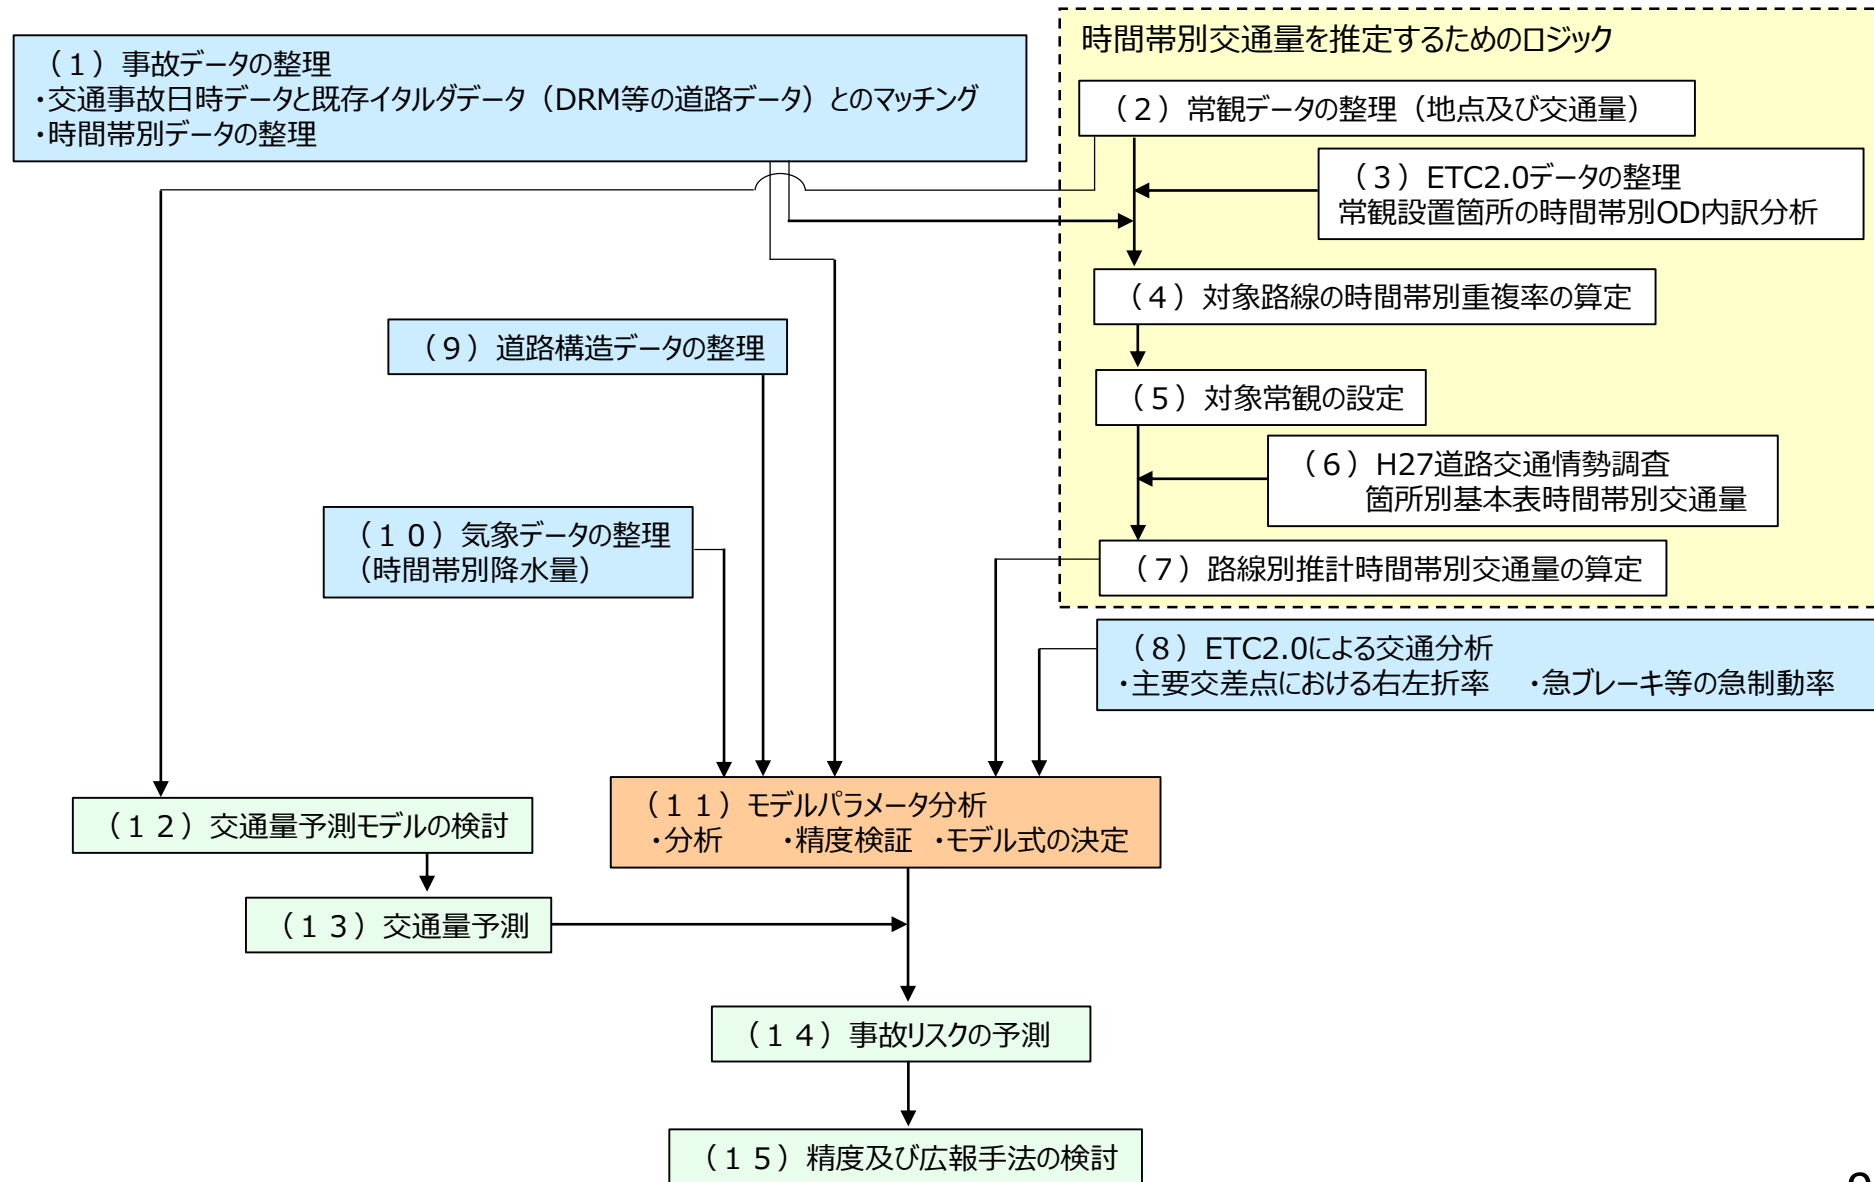 時間帯別交通量を推定するためのロジック
（１）事故データの整理
・交通事故日時データと既存イタルダデータ（DRM等の道路データ）とのマッチング
・時間帯別データの整理
（２）常観データの整理（地点及び交通量）
（３）ETC2.0データの整理
常観設置箇所の時間帯別OD内訳分析
（４）対象路線の時間帯別重複率の算定
（９）道路構造データの整理
（５）対象常観の設定
（６）H27道路交通情勢調査
箇所別基本表時間帯別交通量
（１０）気象データの整理
（時間帯別降水量）
（７）路線別推計時間帯別交通量の算定
（８）ETC2.0による交通分析
・主要交差点における右左折率　・急ブレーキ等の急制動率
（１１）モデルパラメータ分析
・分析　　・精度検証　・モデル式の決定
（１２）交通量予測モデルの検討
（１３）交通量予測
（１４）事故リスクの予測
（１５）精度及び広報手法の検討